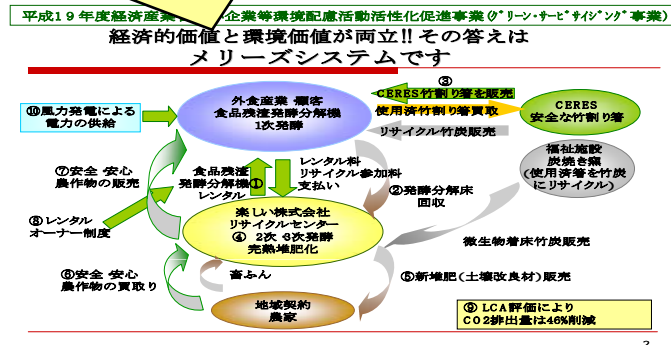 平成19年度経済産業 企業等環境配慮活動活性化促進事業(グリーン・サービサイジング事業)
経済的価値と環境価値が両立!! その答えは
メリーズシステムです
③
CERES竹割り箸を販売
使用済竹割り箸買取
リサイクル竹炭販売
CERES
安全な竹割り箸
外食産業 顧客
食品残渣発酵分解機
1次発酵
⑩風力発電による
電力の供給
福祉施設
炭焼き窯
(使用済箸を竹炭
にリサイクル)
⑦安全 安心
農作物の販売
食品残渣
発酵分解機①
レンタル
レンタル料
リサイクル参加料
支払い
②発酵分解床
回収
⑧レンタル
オーナー制度
楽しい株式会社
リサイクルセンター
④ 2次 3次発酵
完熟堆肥化
微生物着床竹炭販売
⑥安全 安心
農作物の買取り
畜ふん
⑤新堆肥(土壌改良材)販売
地域契約
農家
⑨ LCA評価により
CO2排出量は46%削減